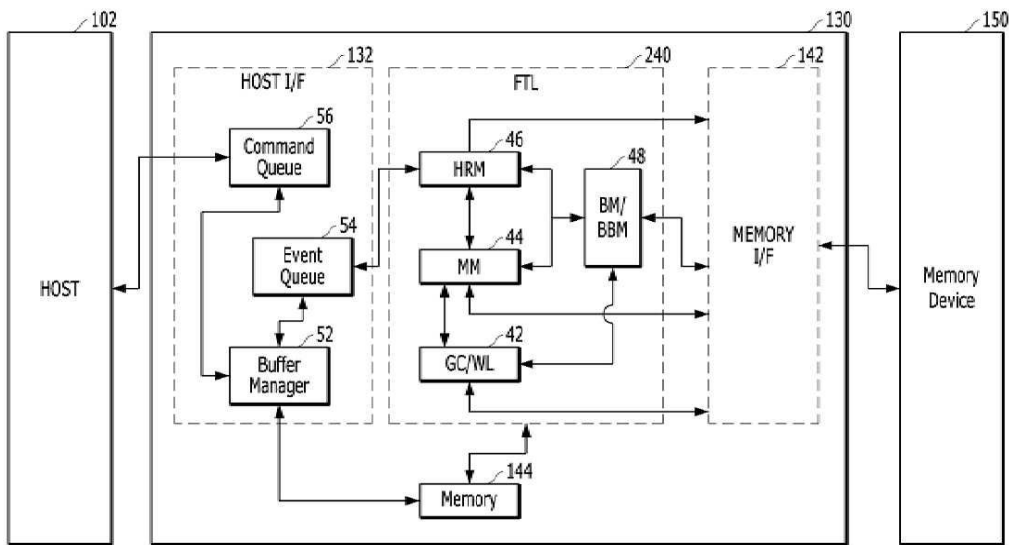 102
130
150
132
240
142
HOST I/F
FTL
56
Command
Queue
46
HRM
48
BM/
BBM
54
Event
Queue
44
MM
MEMORY
I/F
HOST
Memory
Device
52
Buffer
Manager
42
GC/WL
144
Memory